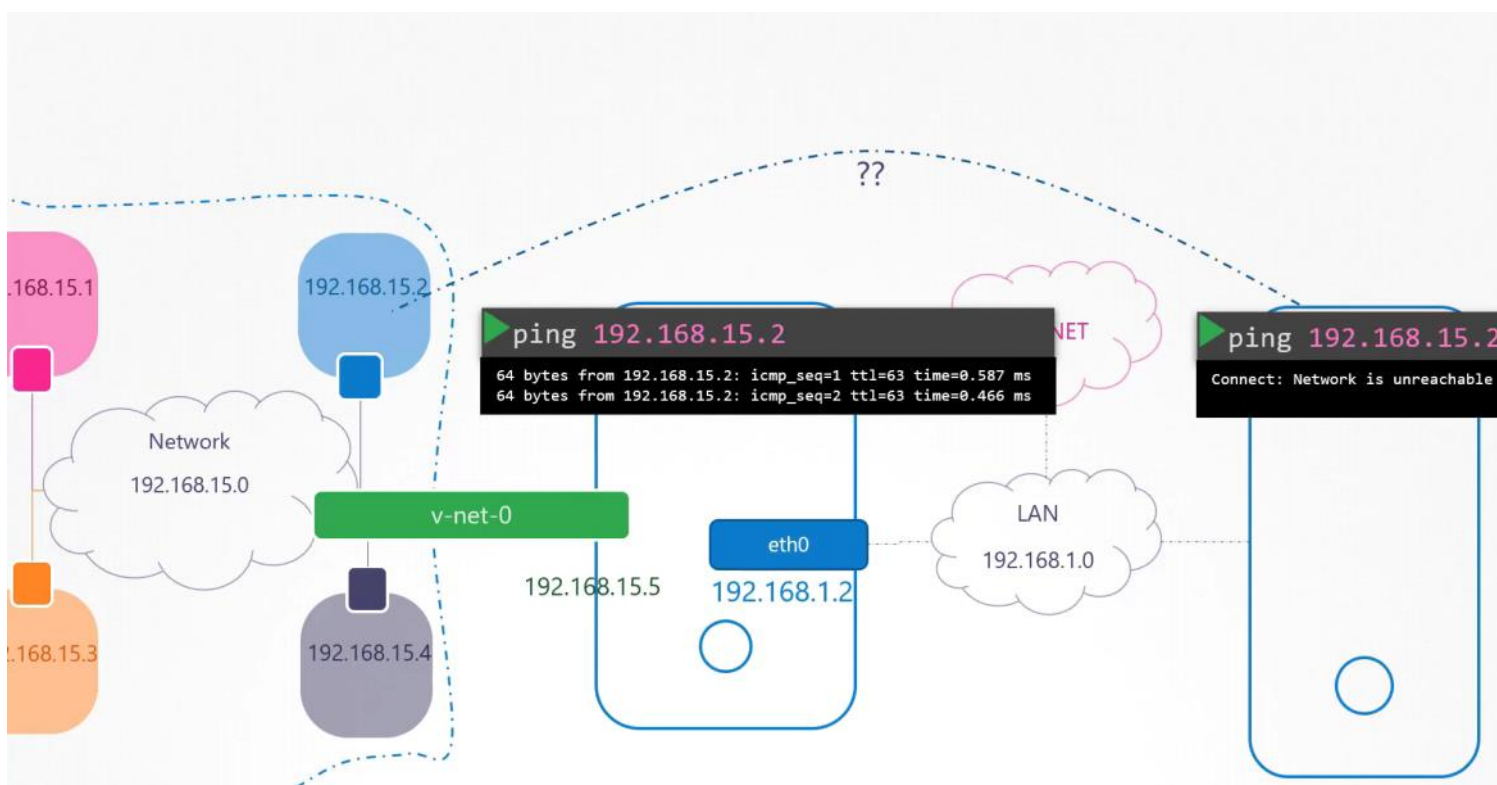 ??
.168.15.1
192.168.15.2
ping 192.168.15.2
64 bytes from 192.168.15.2: icmp_seq=1 ttl=63 time=0.587 ms
64 bytes from 192.168.15.2: icmp_seq=2 ttl=63 time=0.466 ms
NET
ping 192.168.15.2
Connect: Network is unreachable
Network
192.168.15.0
v-net-0
192.168.15.5
eth0
192.168.1.2
LAN
192.168.1.0
.168.15.3
192.168.15.4